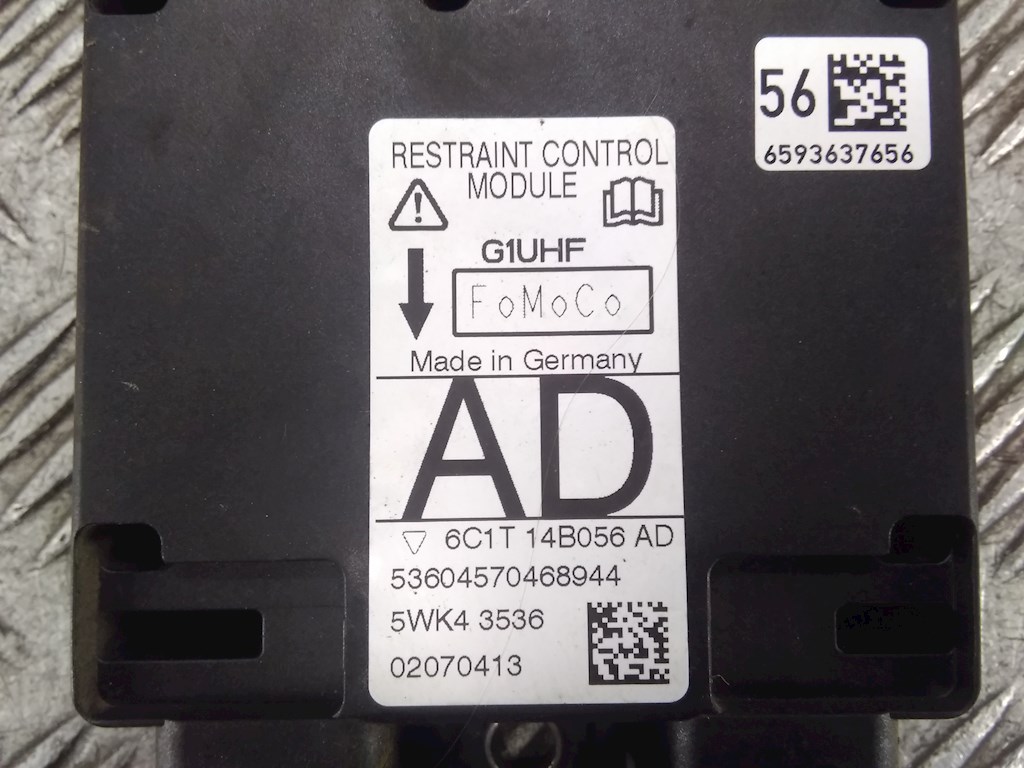 56
6593637656
RESTRAINT CONTROL
MODULE
G1UHF
FoMoCo
Made in Germany
AD
6C1T 14B056 AD
53604570468944
5WK4 3536
02070413